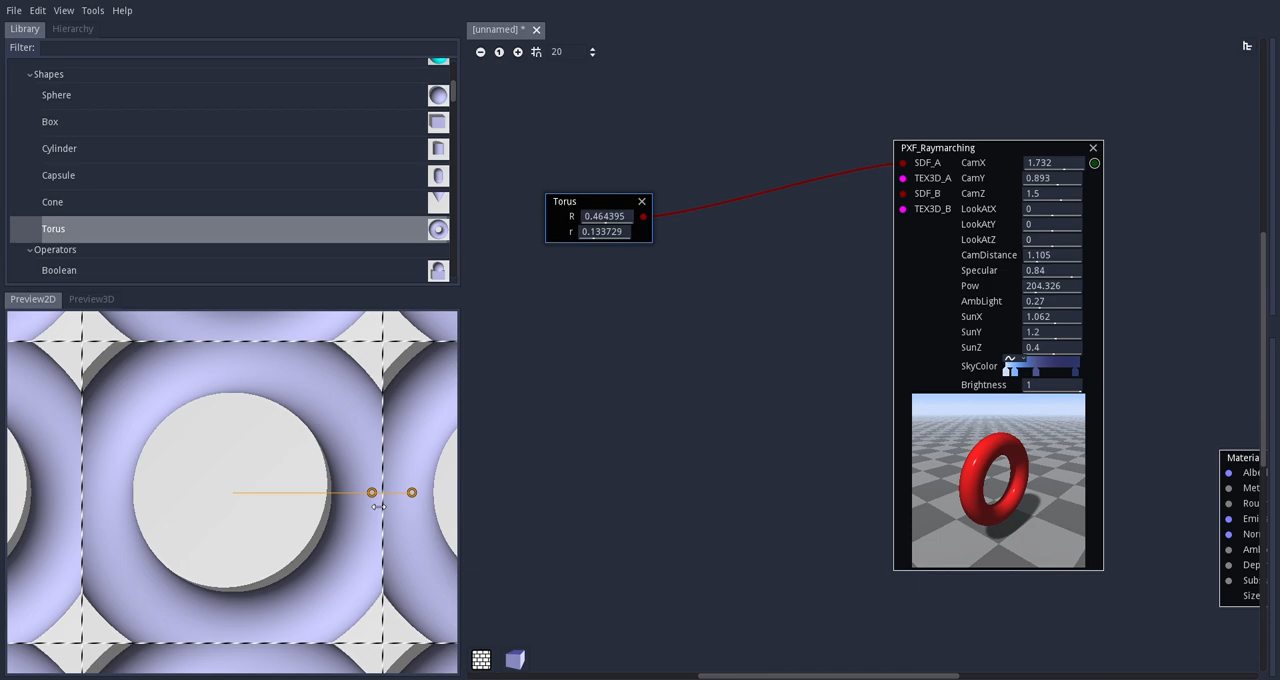 File Edit View Tools Help
Library Hierarchy
Filter:
Shapes
Sphere
Box
Cylinder
Capsule
Cone
Torus
Operators
Boolean
Preview2D Preview3D
[unnamed] *
20
Torus
R 0.464395
r 0.133729
PXF_Raymarching
SDF_A CamX 1.732
TEX3D_A CamY 0.893
SDF_B CamZ 1.5
TEX3D_B LookAtX 0
LookAtY 0
LookAtZ 0
CamDistance 1.105
Specular 0.84
Pow 204.326
AmbLight 0.27
SunX 1.062
SunY 1.2
SunZ 0.4
SkyColor
Brightness 1
Materia
Albe
Met
Rou
Emi
Nor
Aml
Dep
Sub
Size